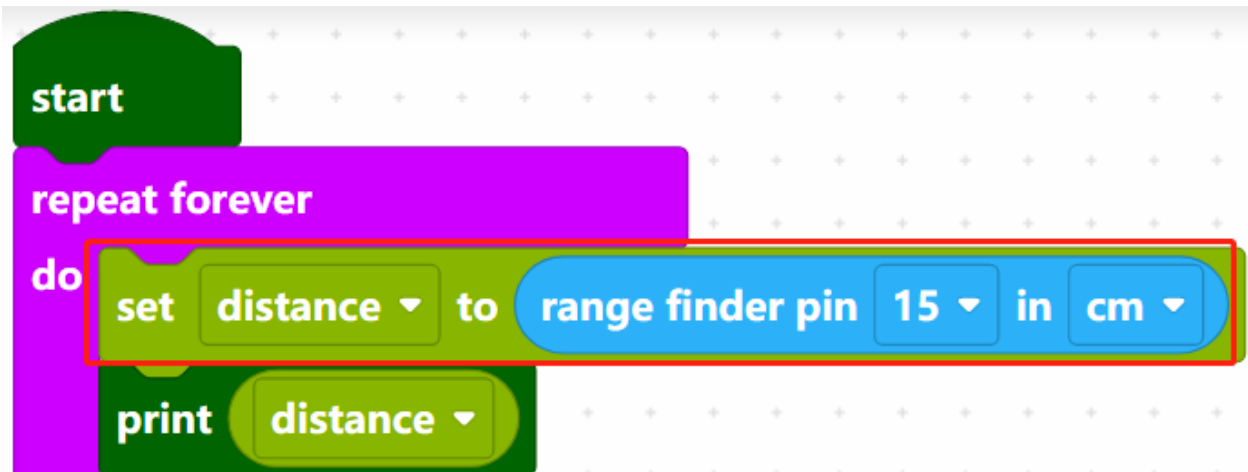 start
repeat forever
do
set distance to range finder pin 15 in cm
print distance